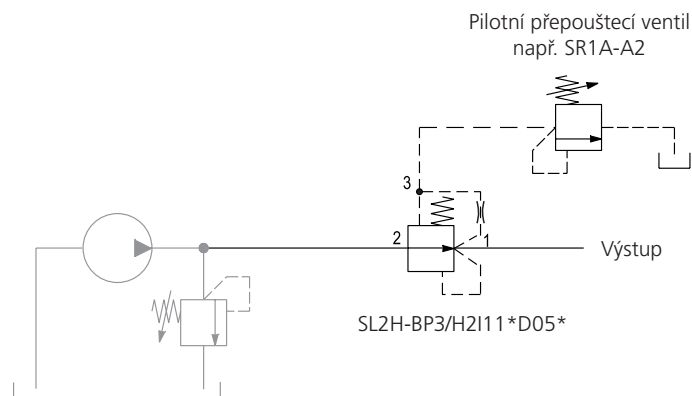 Pilotní přepouštecí ventil
např. SR1A-A2
3
2
1
Výstup
SL2H-BP3/H2I11*D05*